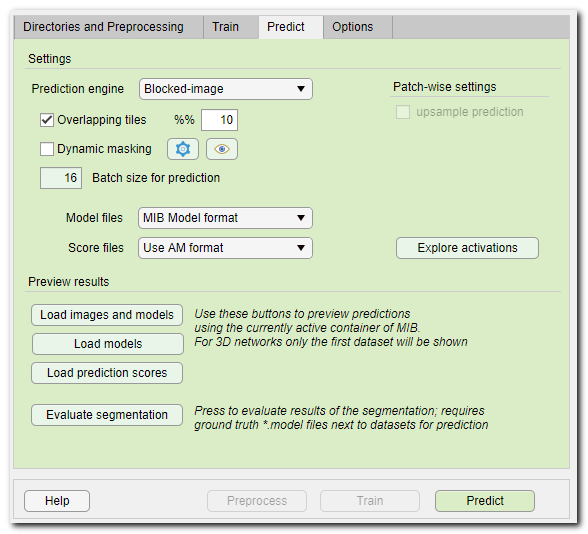 Directories and Preprocessing Train Predict Options
Settings
Prediction engine Blocked-image
Patch-wise settings
Overlapping tiles %% 10
upsample prediction
Dynamic masking
16 Batch size for prediction
Model files MIB Model format
Score files Use AM format Explore activations
Preview results
Load images and models
Use these buttons to preview predictions
using the currently active container of MIB.
For 3D networks only the first dataset will be shown
Load models
Load prediction scores
Evaluate segmentation
Press to evaluate results of the segmentation; requires
ground truth *.model files next to datasets for prediction
Help Preprocess Train Predict